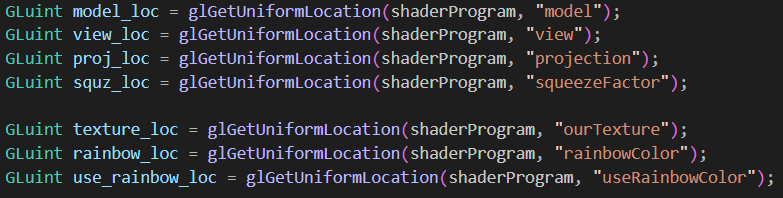 GLuint model_loc = glGetUniformLocation(shaderProgram, "model");
GLuint view_loc = glGetUniformLocation(shaderProgram, "view");
GLuint proj_loc = glGetUniformLocation(shaderProgram, "projection");
GLuint squz_loc = glGetUniformLocation(shaderProgram, "squeezeFactor");
GLuint texture_loc = glGetUniformLocation(shaderProgram, "ourTexture");
GLuint rainbow_loc = glGetUniformLocation(shaderProgram, "rainbowColor");
GLuint use_rainbow_loc = glGetUniformLocation(shaderProgram, "useRainbowColor");